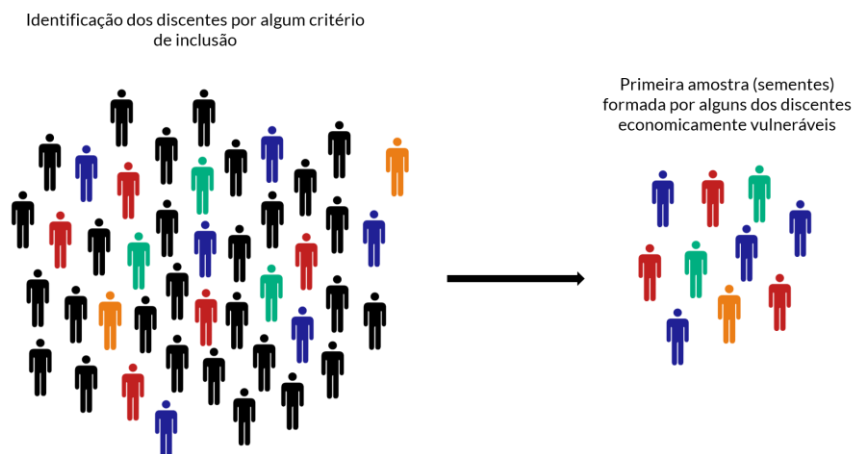 Identificação dos discentes por algum critério
de inclusão
Primeira amostra (sementes)
formada por alguns dos discentes
economicamente vulneráveis